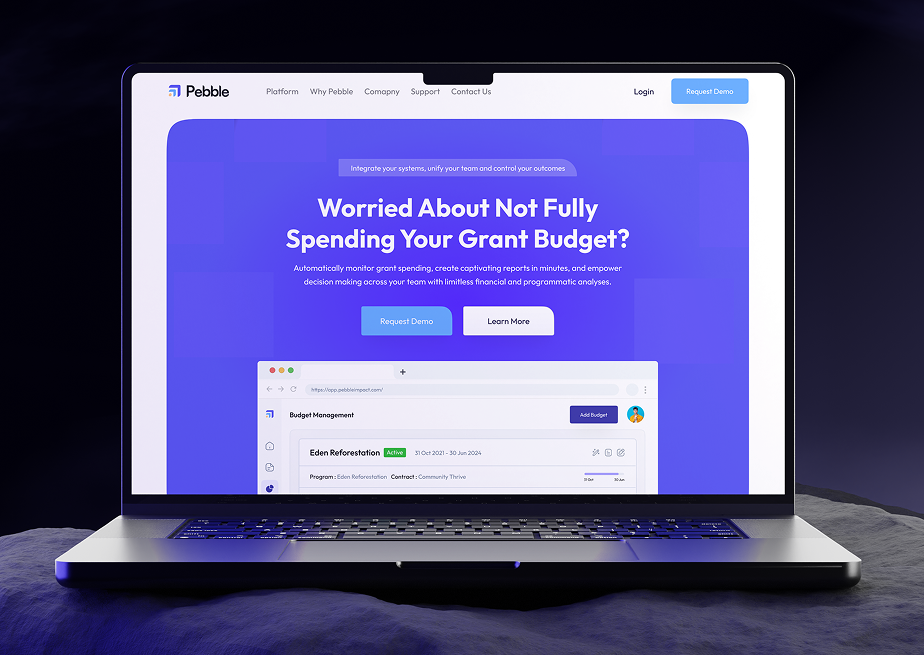 Pebble
Platform Why Pebble Comapny Support Contact Us Login Request Demo
Integrate your systems, unify your team and control your outcomes
Worried About Not Fully
Spending Your Grant Budget?
Automatically monitor grant spending, create captivating reports in minutes, and empower
decision making across your team with limitless financial and programmatic analyses.
Request Demo Learn More
https://app.pebbleimpact.com/
Budget Management Add Budget
Eden Reforestation Active 31 Oct 2021 - 30 Jun 2024
Program : Eden Reforestation Contract : Community Thrive
31 Oct 30 Jun